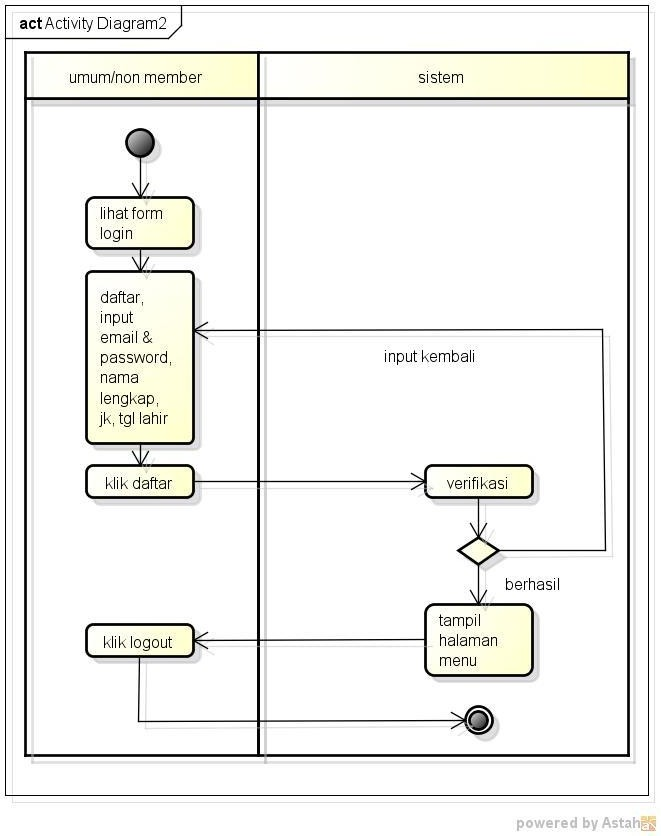 act Activity Diagram2
umum/non member
sistem
lihat form
login
daftar,
input
email &
password,
nama
lengkap,
jk, tgl lahir
input kembali
klik daftar
verifikasi
berhasil
tampil
halaman
menu
klik logout
powered by Astah